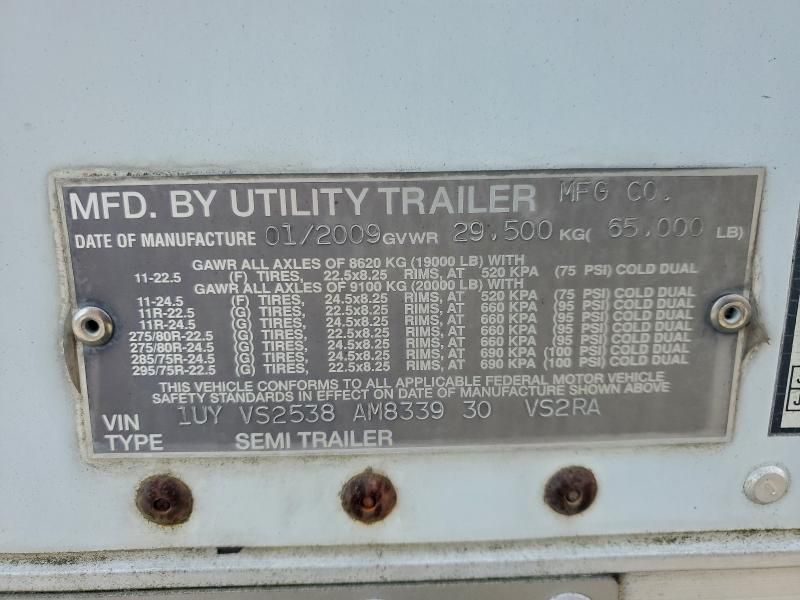 MFD. BY UTILITY TRAILER MFG CO.
DATE OF MANUFACTURE 01/2009 GVWR 29,500 KG( 65,000 LB)
GAWR ALL AXLES OF 8620 KG (19000 LB) WITH
11-22.5 (F) TIRES, 22.5x8.25 RIMS, AT 520 KPA (75 PSI) COLD DUAL
GAWR ALL AXLES OF 9100 KG (20000 LB) WITH
11-24.5 (F) TIRES, 24.5x8.25 RIMS, AT 520 KPA (75 PSI) COLD DUAL
11R-22.5 (G) TIRES, 22.5x8.25 RIMS, AT 660 KPA (95 PSI) COLD DUAL
11R-24.5 (G) TIRES, 24.5x8.25 RIMS, AT 660 KPA (95 PSI) COLD DUAL
275/80R-22.5 (G) TIRES, 22.5x8.25 RIMS, AT 660 KPA (95 PSI) COLD DUAL
275/80R-24.5 (G) TIRES, 24.5x8.25 RIMS, AT 660 KPA (95 PSI) COLD DUAL
285/75R-24.5 (G) TIRES, 24.5x8.25 RIMS, AT 690 KPA (100 PSI) COLD DUAL
295/75R-22.5 (G) TIRES, 22.5x8.25 RIMS, AT 690 KPA (100 PSI) COLD DUAL
THIS VEHICLE CONFORMS TO ALL APPLICABLE FEDERAL MOTOR VEHICLE
SAFETY STANDARDS IN EFFECT ON DATE OF MANUFACTURE SHOWN ABOVE
VIN 1UY VS2538 AM8339 30 VS2RA
TYPE SEMI TRAILER